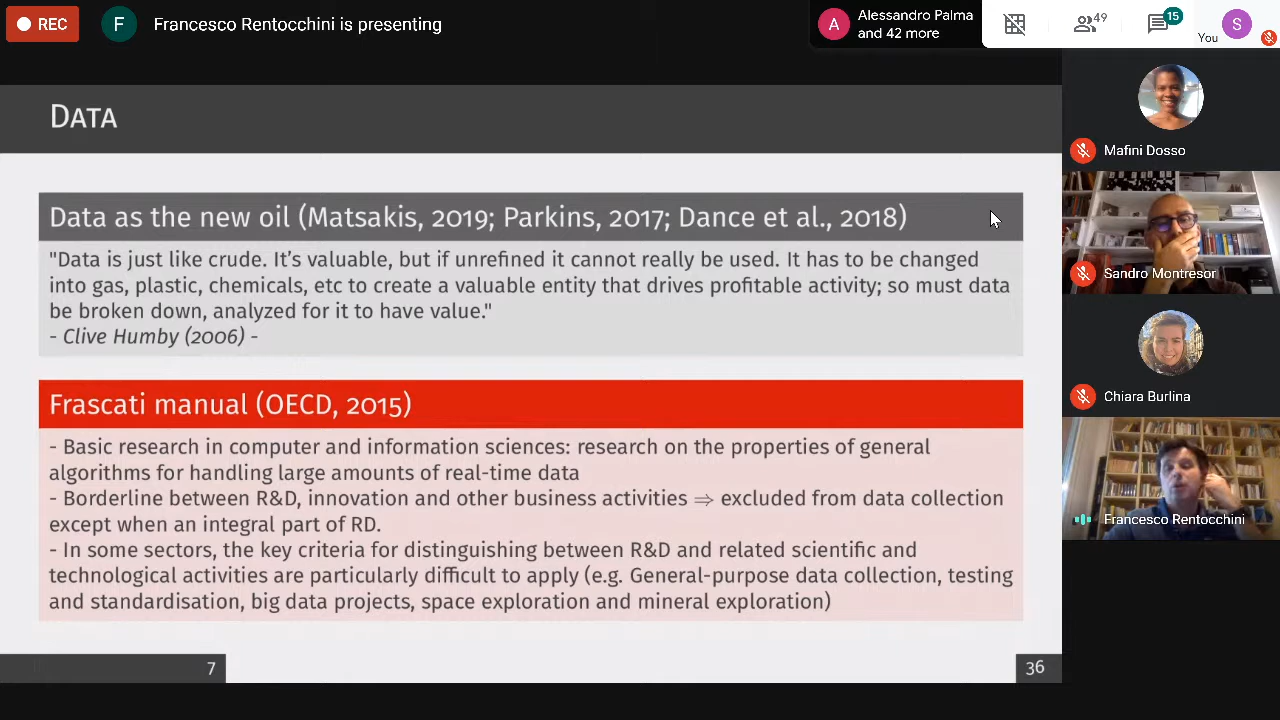 REC
F
Francesco Rentocchini is presenting
A
Alessandro Palma
and 42 more
49
15
You
S
DATA
Data as the new oil (Matsakis, 2019; Parkins, 2017; Dance et al., 2018)
"Data is just like crude. It's valuable, but if unrefined it cannot really be used. It has to be changed
into gas, plastic, chemicals, etc to create a valuable entity that drives profitable activity; so must data
be broken down, analyzed for it to have value."
- Clive Humby (2006) -
Frascati manual (OECD, 2015)
- Basic research in computer and information sciences: research on the properties of general
algorithms for handling large amounts of real-time data
- Borderline between R&D, innovation and other business activities ⇒ excluded from data collection
except when an integral part of RD.
- In some sectors, the key criteria for distinguishing between R&D and related scientific and
technological activities are particularly difficult to apply (e.g. General-purpose data collection, testing
and standardisation, big data projects, space exploration and mineral exploration)
7
36
Mafini Dosso
Sandro Montresor
Chiara Burlina
Francesco Rentocchini